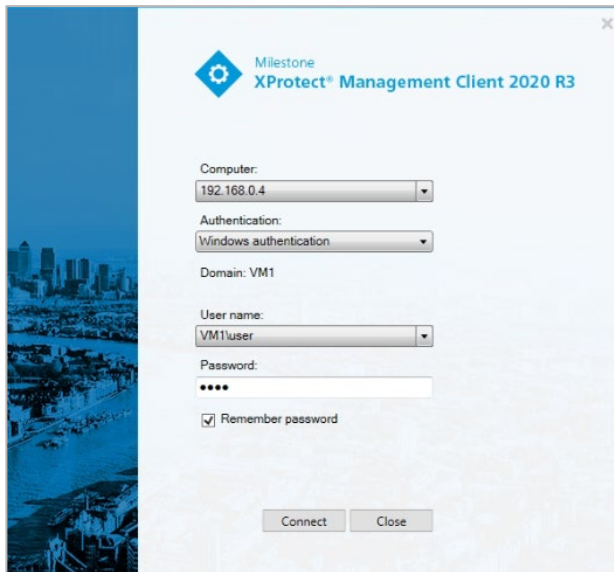 Milestone
XProtect® Management Client 2020 R3
Computer:
192.168.0.4
Authentication:
Windows authentication
Domain: VM1
User name:
VM1\user
Password:
●●●●
Remember password
Connect Close